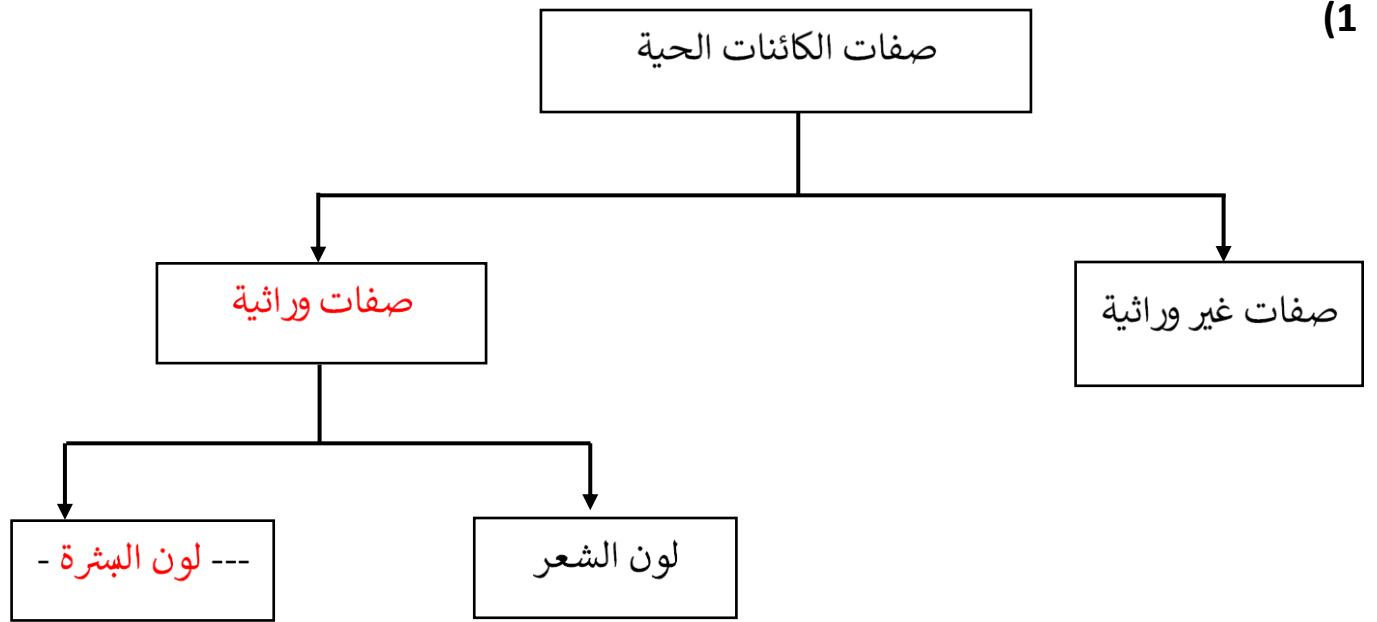 (1
صفات الكائنات الحية
صفات غير وراثية
صفات وراثية
لون الشعر
--- لون البشرة -